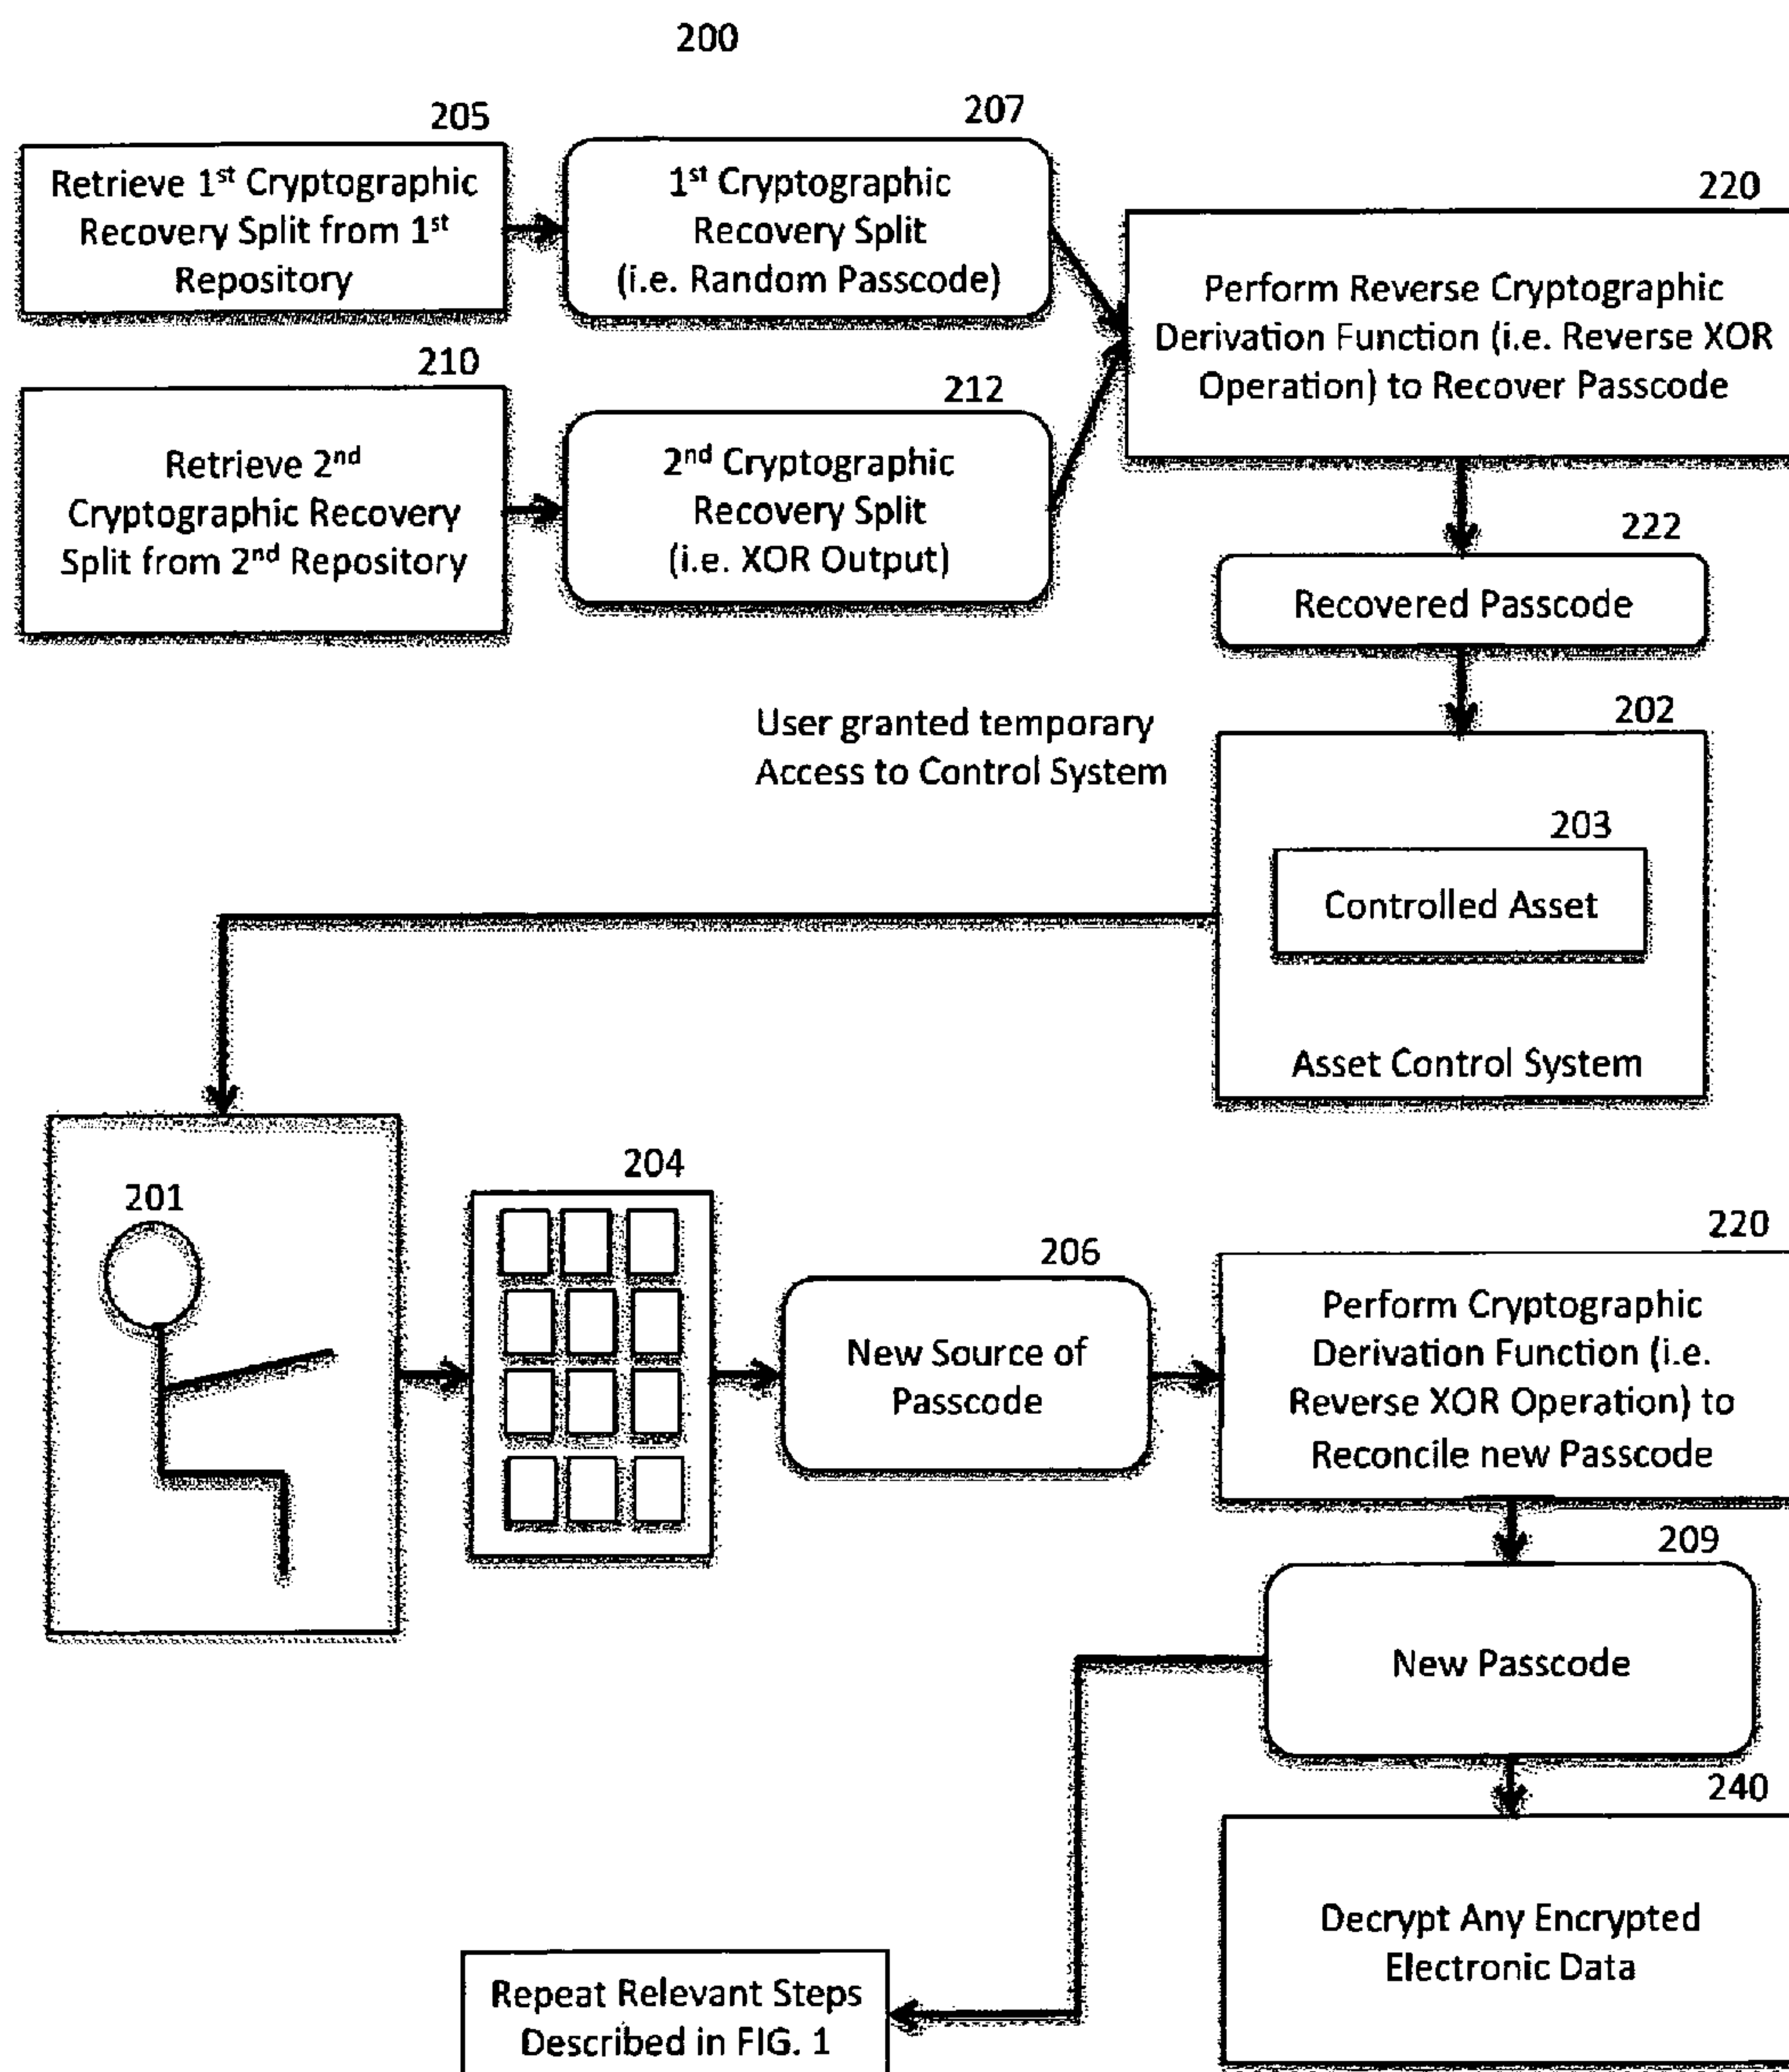 200
205
Retrieve 1st Cryptographic
Recovery Split from 1st
Repository
207
1st Cryptographic
Recovery Split
(i.e. Random Passcode)
220
Perform Reverse Cryptographic
Derivation Function (i.e. Reverse XOR
Operation) to Recover Passcode
210
Retrieve 2nd
Cryptographic Recovery
Split from 2nd Repository
212
2nd Cryptographic
Recovery Split
(i.e. XOR Output)
222
Recovered Passcode
User granted temporary
Access to Control System
202
203
Controlled Asset
Asset Control System
201
204
206
New Source of
Passcode
220
Perform Cryptographic
Derivation Function (i.e.
Reverse XOR Operation) to
Reconcile new Passcode
209
New Passcode
240
Decrypt Any Encrypted
Electronic Data
Repeat Relevant Steps
Described in FIG. 1